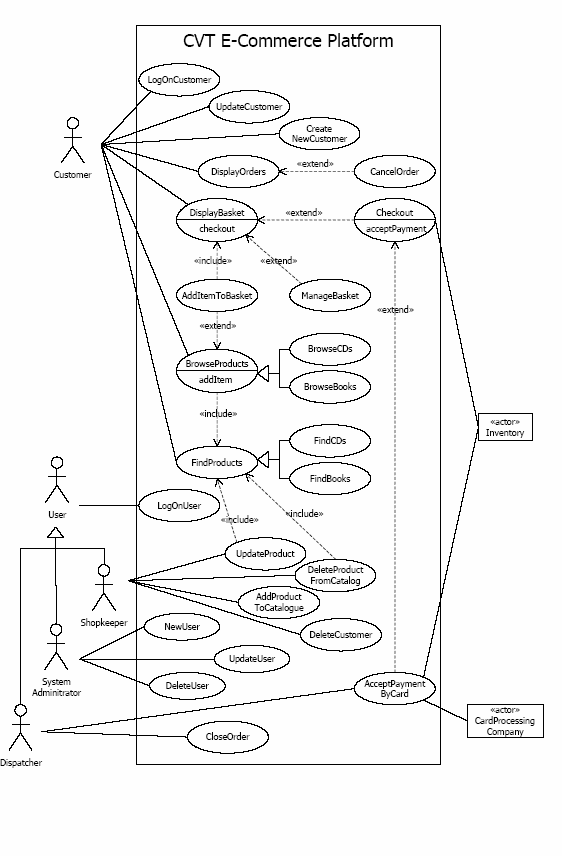 CVT E-Commerce Platform
LogOnCustomer
UpdateCustomer
Create
NewCustomer
Customer
DisplayOrders
«extend»
CancelOrder
DisplayBasket
checkout
«extend»
Checkout
acceptPayment
«include»
«extend»
AddItemToBasket
ManageBasket
«extend»
«extend»
BrowseProducts
addItem
BrowseCDs
BrowseBooks
«include»
«actor»
Inventory
FindProducts
FindCDs
FindBooks
User
LogOnUser
«include»
«include»
UpdateProduct
DeleteProduct
FromCatalog
AddProduct
ToCatalogue
Shopkeeper
DeleteCustomer
NewUser
UpdateUser
System
Adminitrator
DeleteUser
AcceptPayment
ByCard
«actor»
CardProcessing
Company
CloseOrder
Dispatcher